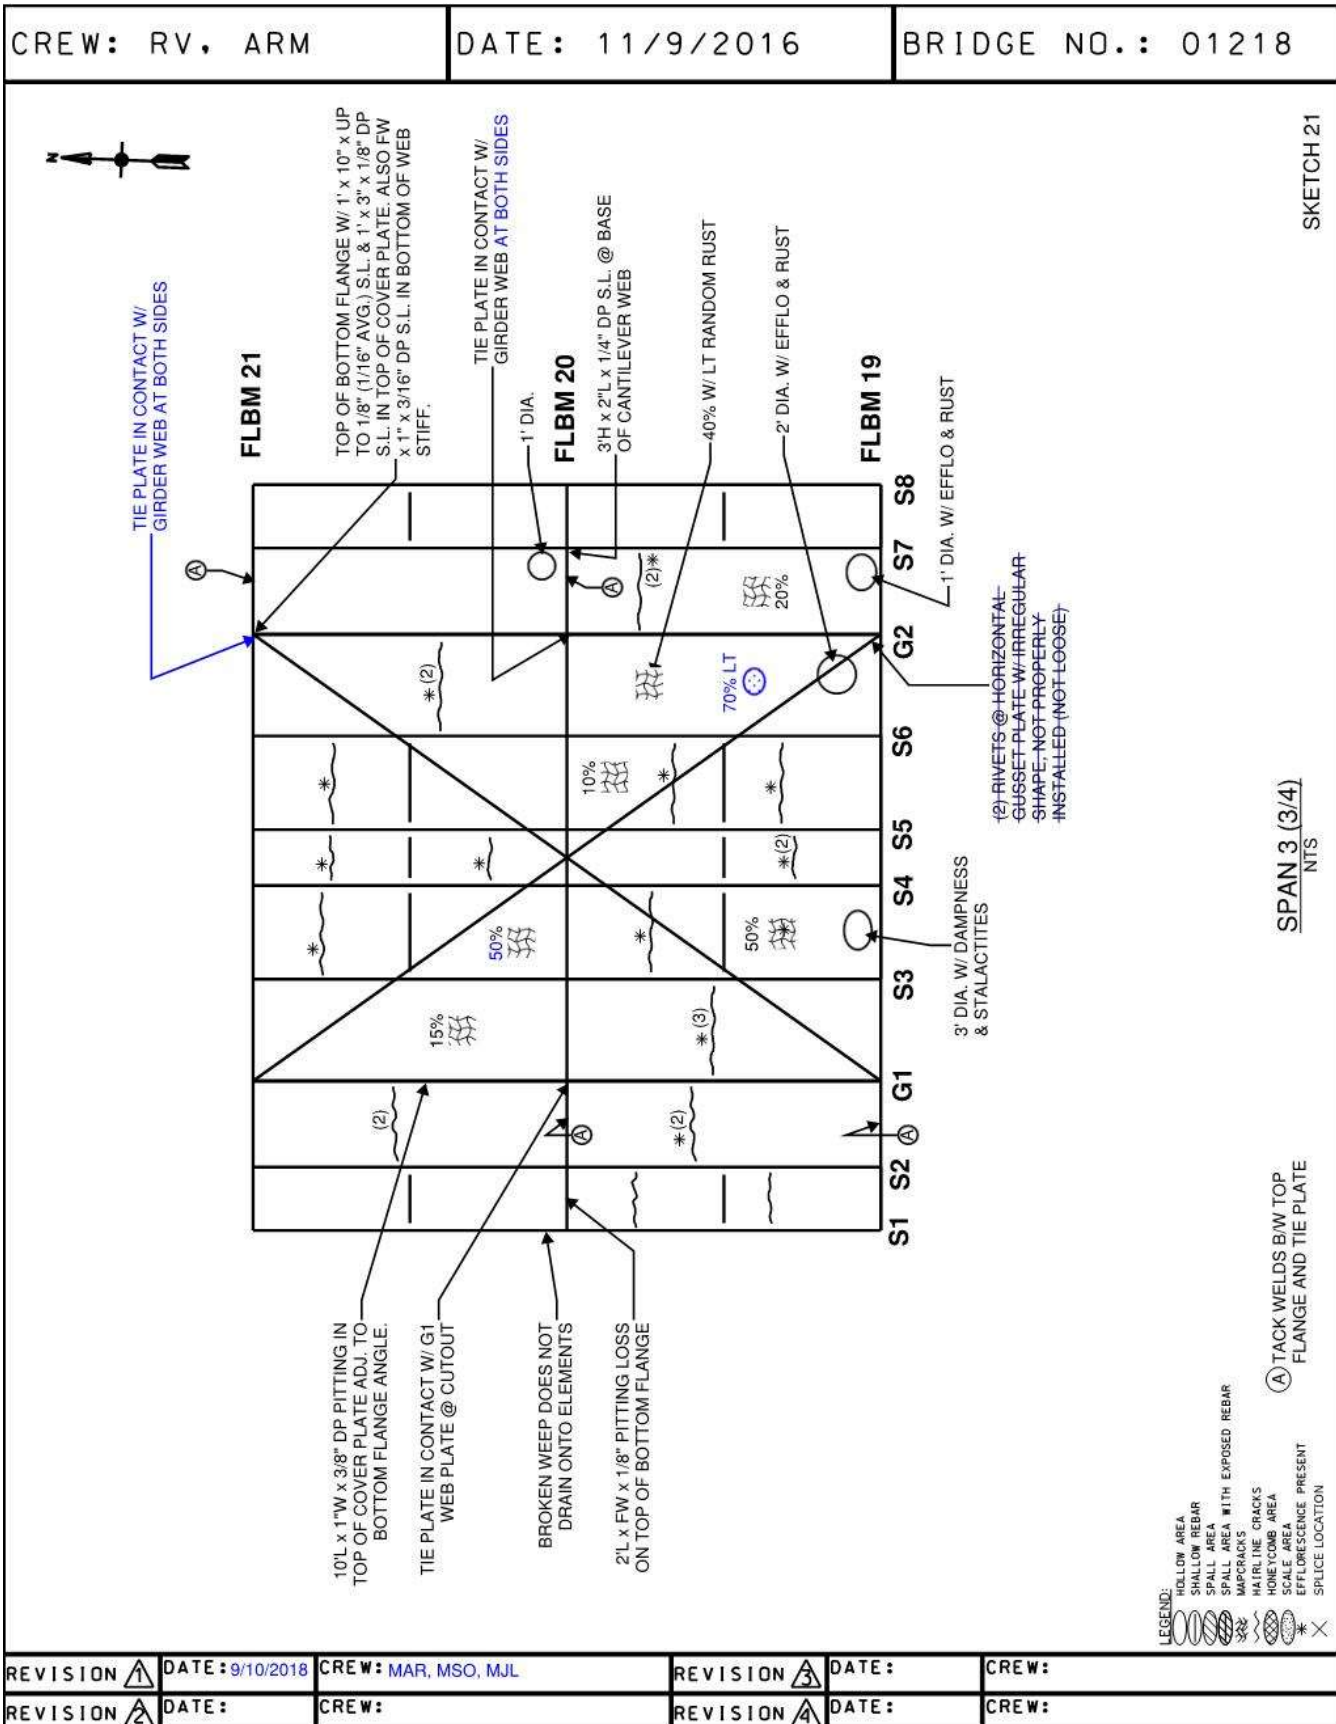 CREW: RV, ARM
DATE: 11/9/2016
BRIDGE NO.: 01218
N
TIE PLATE IN CONTACT W/
GIRDER WEB AT BOTH SIDES
TOP OF BOTTOM FLANGE W/ 1' x 10" x UP
TO 1/8" (1/16" AVG.) S.L. & 1' x 3" x 1/8" DP
S.L. IN TOP OF COVER PLATE. ALSO FW
x 1" x 3/16" DP S.L. IN BOTTOM OF WEB
STIFF.
TIE PLATE IN CONTACT W/
GIRDER WEB AT BOTH SIDES
1' DIA.
3'H x 2"L x 1/4" DP S.L. @ BASE
OF CANTILEVER WEB
40% W/ LT RANDOM RUST
2' DIA. W/ EFFLO & RUST
1' DIA. W/ EFFLO & RUST
(2) RIVETS @ HORIZONTAL
GUSSET PLATE W/ IRREGULAR
SHAPE, NOT PROPERLY
INSTALLED (NOT LOOSE)
3' DIA. W/ DAMPNESS
& STALACTITES
FLBM 21
FLBM 20
FLBM 19
A
A
A
A
*
*
*
*(2)
(2)
15%
50%
*
10%
(2)*
20%
70% LT
*
*
*
*(2)
50%
*
*(3)
*(2)
S1
S2
G1
S3
S4
S5
S6
G2
S7
S8
10'L x 1"W x 3/8" DP PITTING IN
TOP OF COVER PLATE ADJ. TO
BOTTOM FLANGE ANGLE.
TIE PLATE IN CONTACT W/ G1
WEB PLATE @ CUTOUT
BROKEN WEEP DOES NOT
DRAIN ONTO ELEMENTS
2'L x FW x 1/8" PITTING LOSS
ON TOP OF BOTTOM FLANGE
SPAN 3 (3/4)
NTS
SKETCH 21
A TACK WELDS B/W TOP
FLANGE AND TIE PLATE
LEGEND:
HOLLOW AREA
SHALLOW REBAR
SPALL AREA
SPALL AREA WITH EXPOSED REBAR
MAPCRACKS
HAIRLINE CRACKS
HONEYCOMB AREA
SCALE AREA
* EFFLORESCENCE PRESENT
SPLICE LOCATION
REVISION 1 DATE: 9/10/2018 CREW: MAR, MSO, MJL
REVISION 3 DATE: CREW:
REVISION 2 DATE: CREW:
REVISION 4 DATE: CREW: